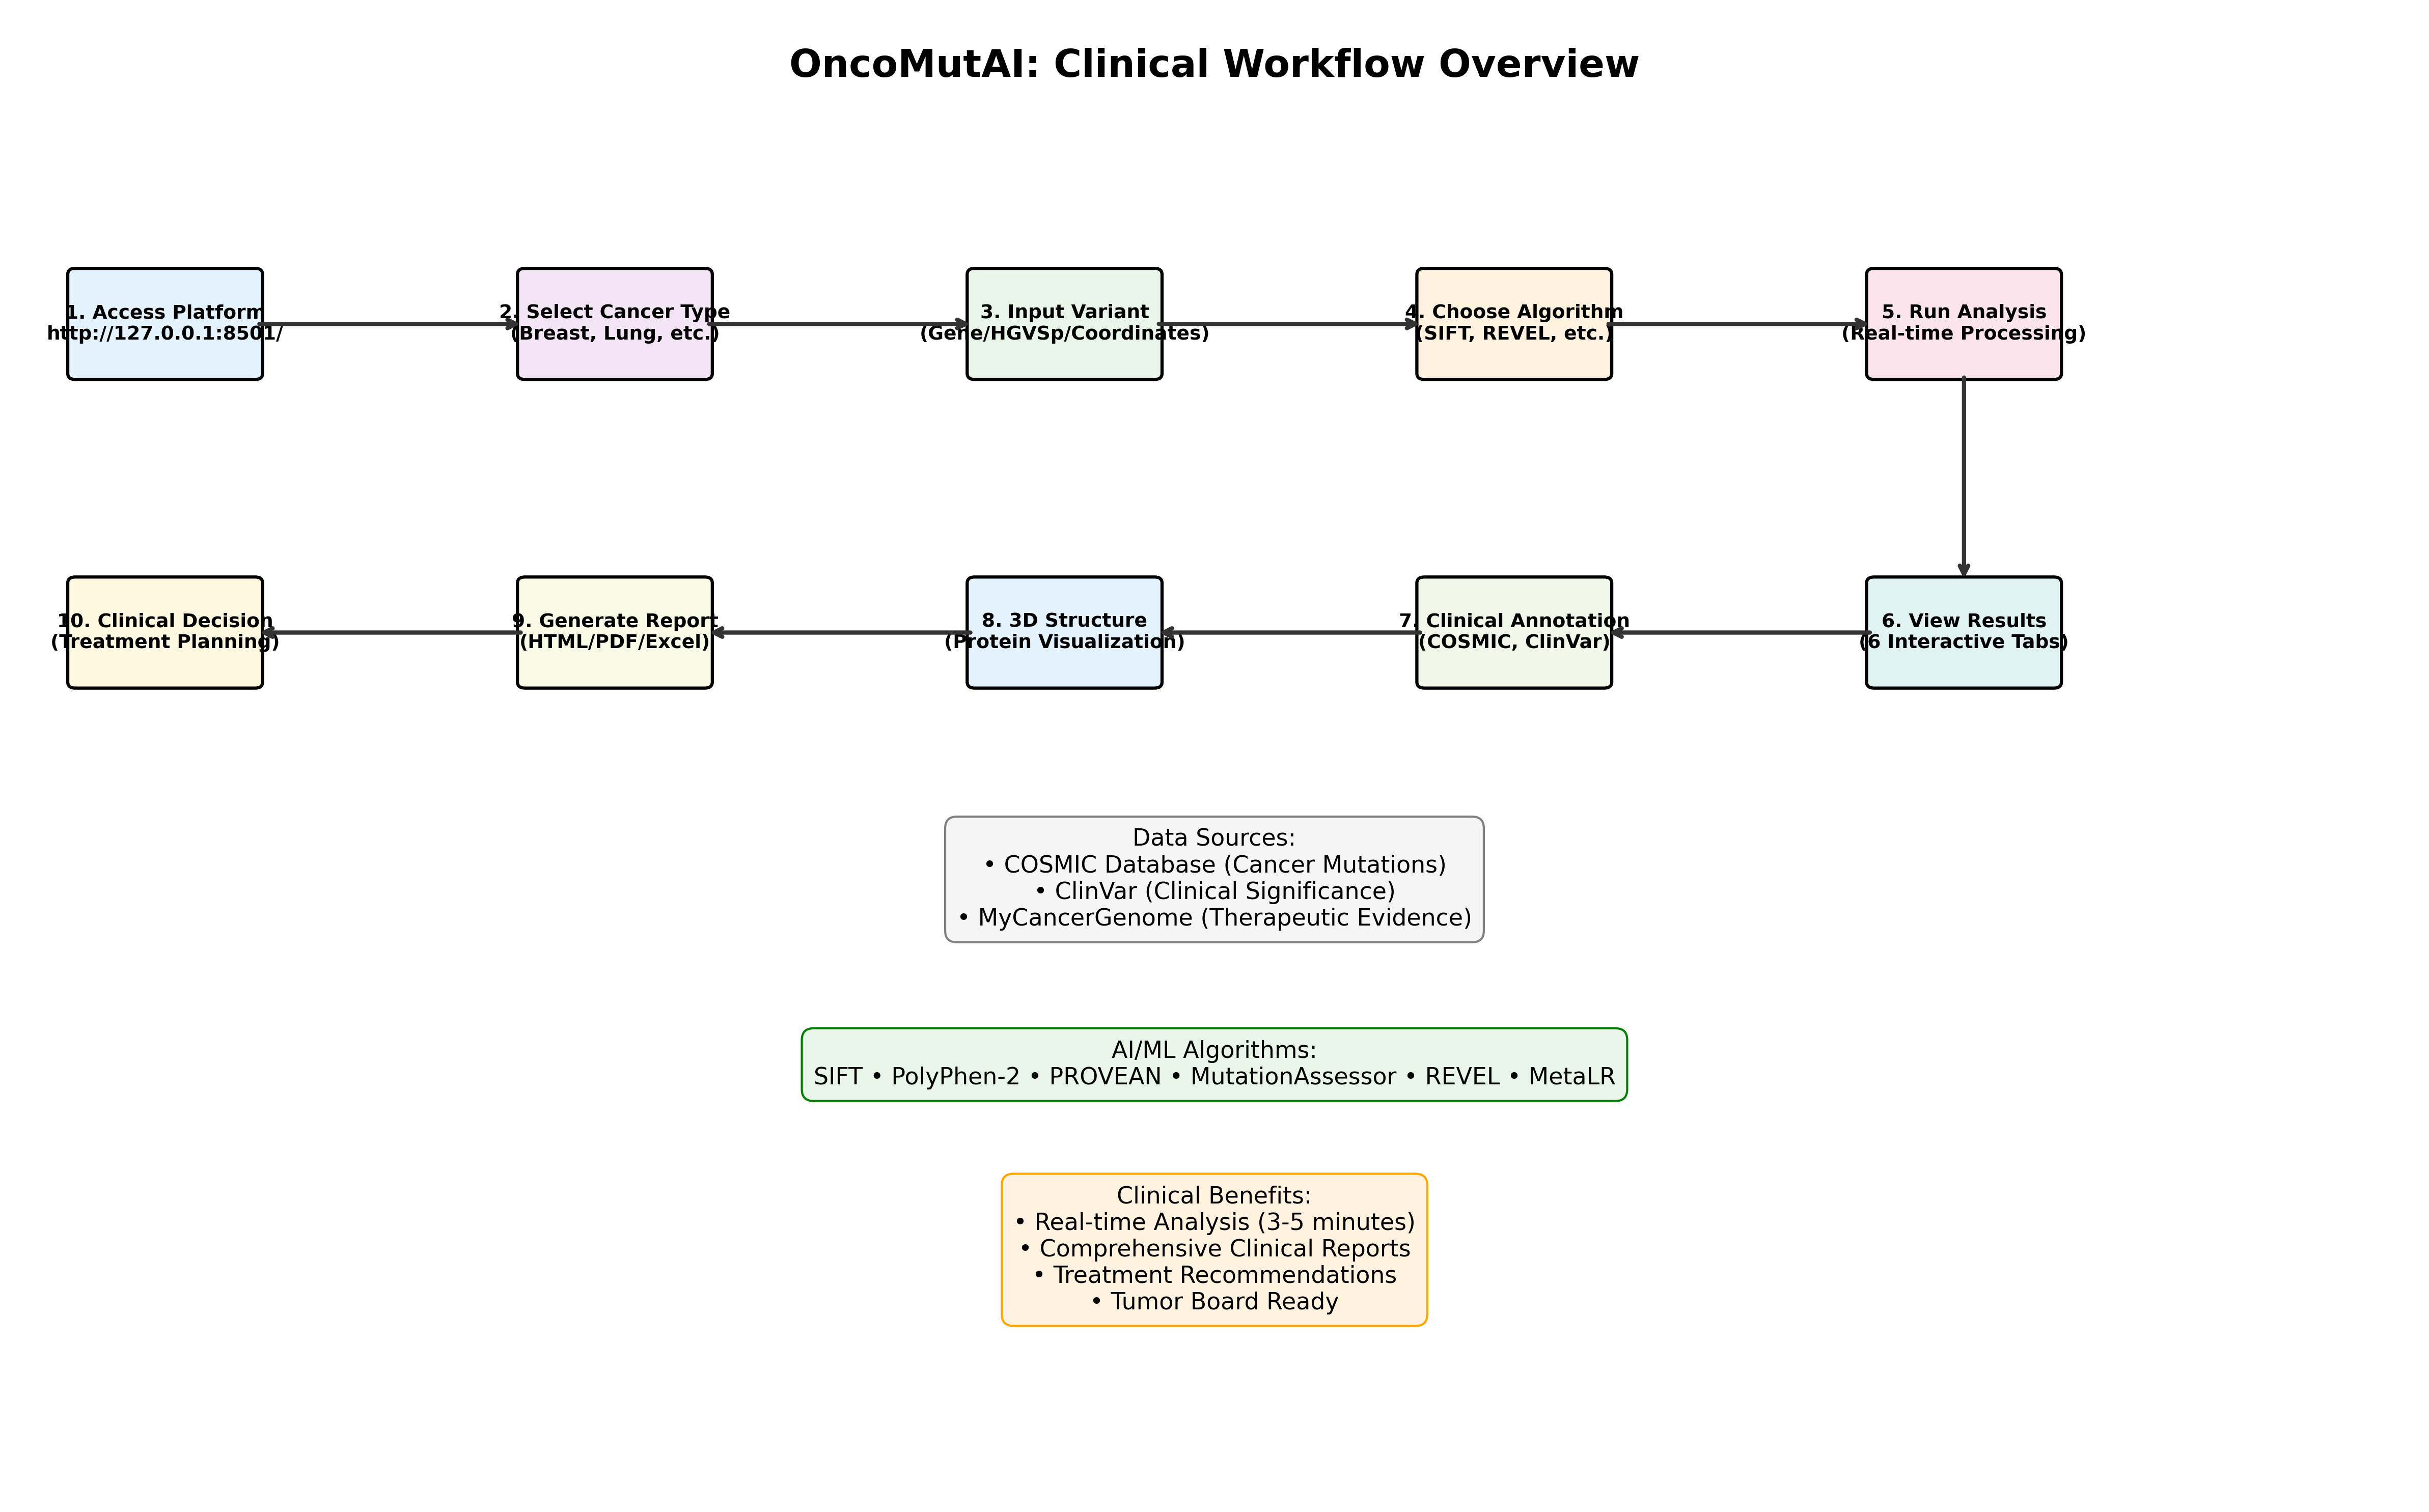 OncoMutAI: Clinical Workflow Overview
1. Access Platform
http://127.0.0.1:8501/
2. Select Cancer Type
(Breast, Lung, etc.)
3. Input Variant
(Gene/HGVSp/Coordinates)
4. Choose Algorithm
(SIFT, REVEL, etc.)
5. Run Analysis
(Real-time Processing)
6. View Results
(6 Interactive Tabs)
7. Clinical Annotation
(COSMIC, ClinVar)
8. 3D Structure
(Protein Visualization)
9. Generate Report
(HTML/PDF/Excel)
10. Clinical Decision
(Treatment Planning)
Data Sources:
• COSMIC Database (Cancer Mutations)
• ClinVar (Clinical Significance)
• MyCancerGenome (Therapeutic Evidence)
AI/ML Algorithms:
SIFT • PolyPhen-2 • PROVEAN • MutationAssessor • REVEL • MetaLR
Clinical Benefits:
• Real-time Analysis (3-5 minutes)
• Comprehensive Clinical Reports
• Treatment Recommendations
• Tumor Board Ready